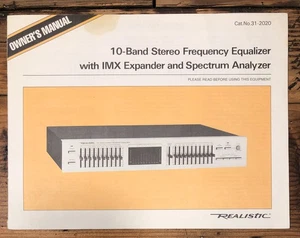 OWNER'S MANUAL
Cat.No 31-2020
10-Band Stereo Frequency Equalizer
with IMX Expander and Spectrum Analyzer
PLEASE READ BEFORE USING THIS EQUIPMENT
REALISTIC